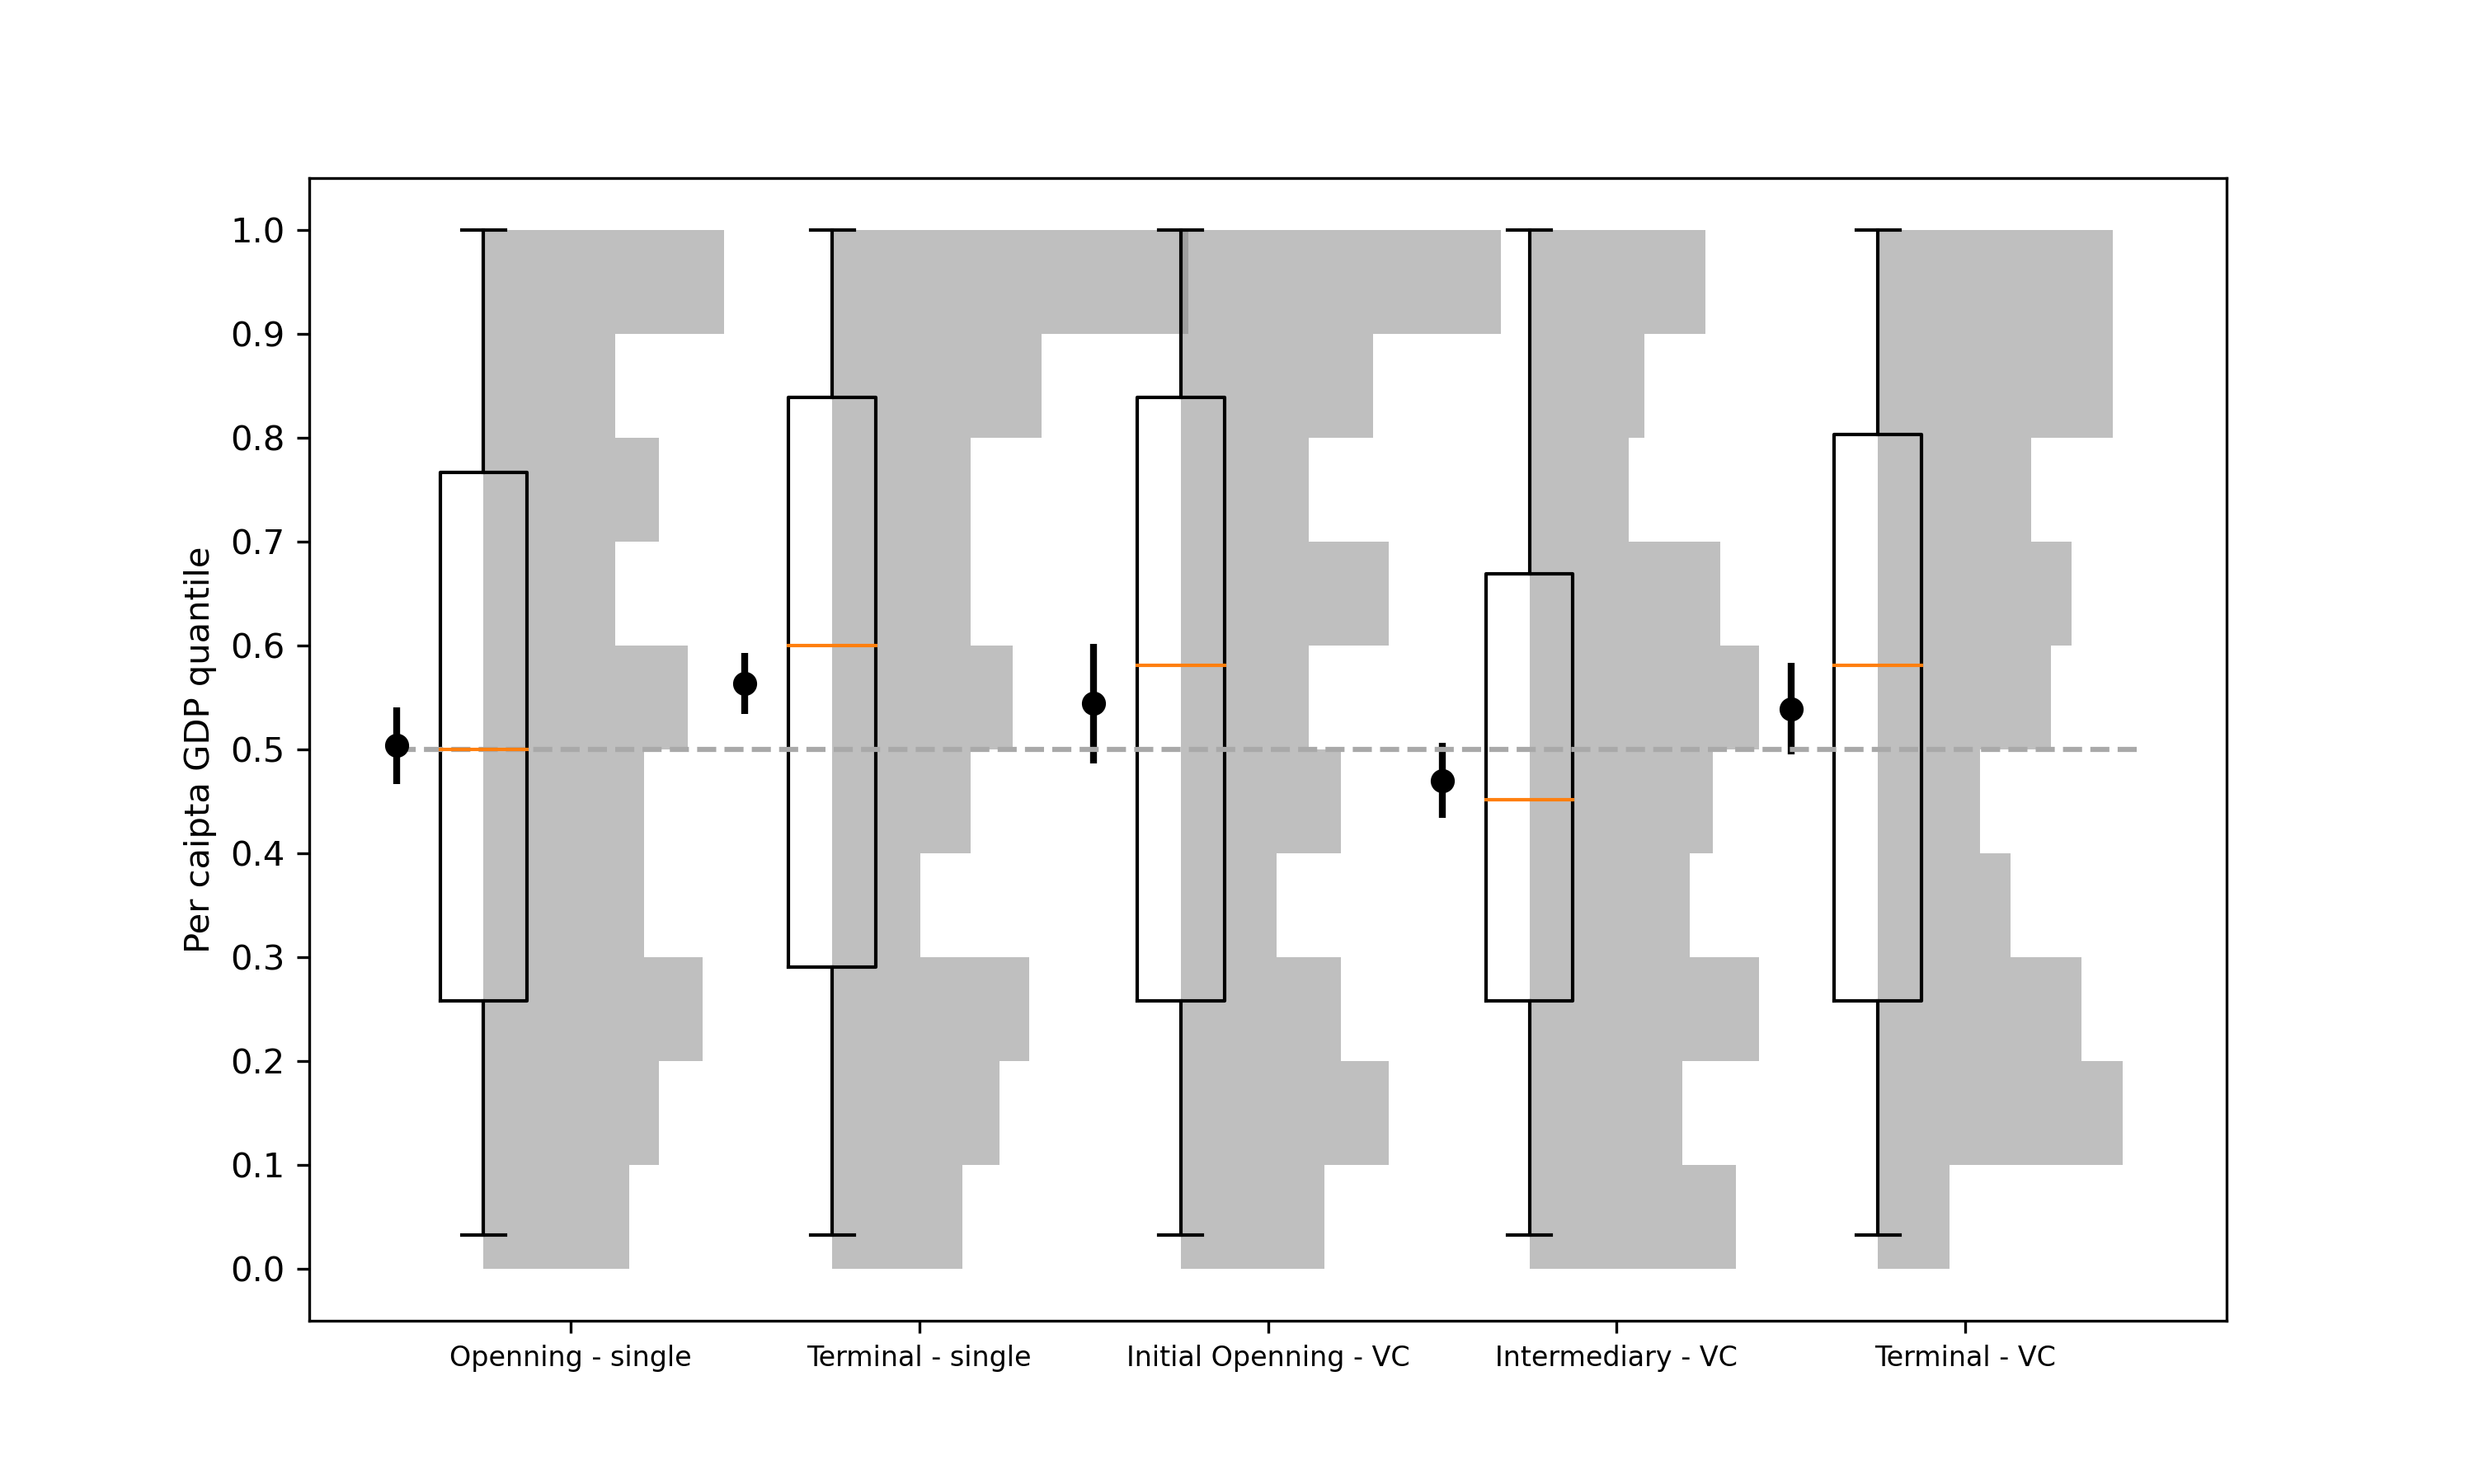 Per caipta GDP quantile
1.0
0.9
0.8
0.7
0.6
0.5
0.4
0.3
0.2
0.1
0.0
Openning - single
Terminal - single
Initial Openning - VC
Intermediary - VC
Terminal - VC